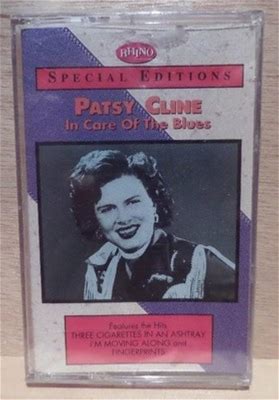 RHINO
SPECIAL EDITIONS
PATSY CLINE
In Care Of The Blues
Features the Hits
THREE CIGARETTES IN AN ASHTRAY
I'M MOVING ALONG and
FINGERPRINTS